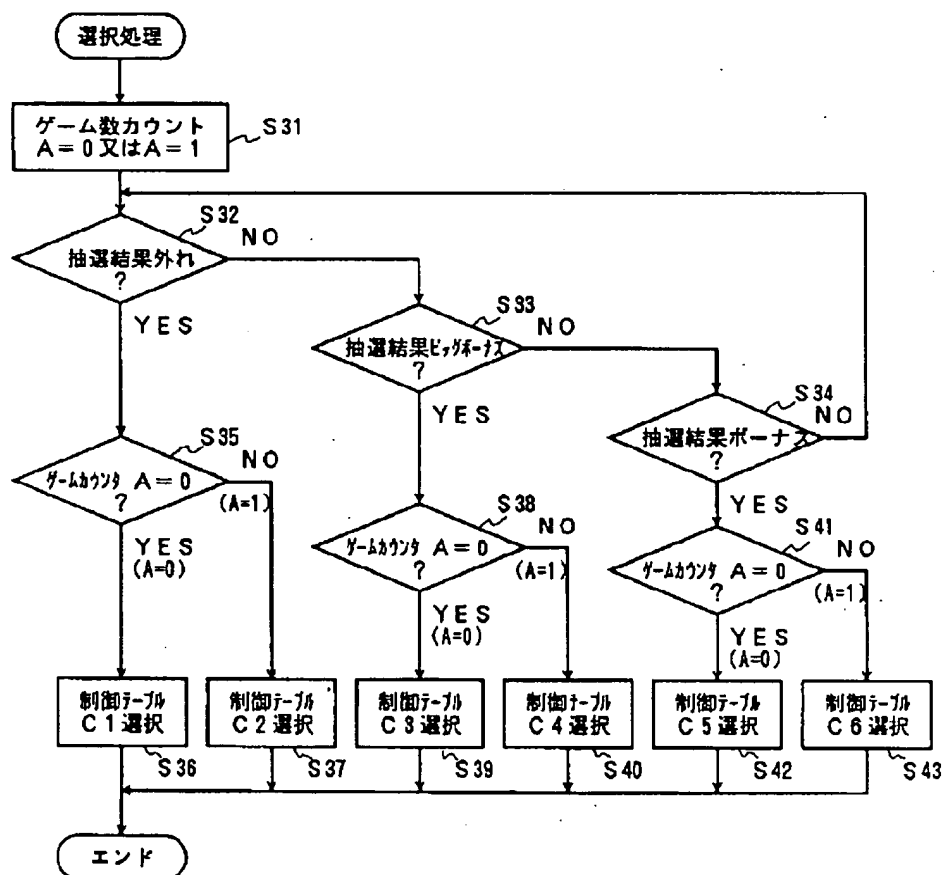 選択処理
ゲーム数カウント
A=0又はA=1
S31
S32
抽選結果外れ
?
NO
YES
S33
抽選結果ビッグボーナス
?
NO
YES
S34
抽選結果ボーナス
?
NO
YES
S35
ゲームカウンタ A=0
?
NO
(A=1)
YES
(A=0)
S38
ゲームカウンタ A=0
?
NO
(A=1)
YES
(A=0)
S41
ゲームカウンタ A=0
?
NO
(A=1)
YES
(A=0)
制御テーブル
C1選択
S36
制御テーブル
C2選択
S37
制御テーブル
C3選択
S39
制御テーブル
C4選択
S40
制御テーブル
C5選択
S42
制御テーブル
C6選択
S43
エンド